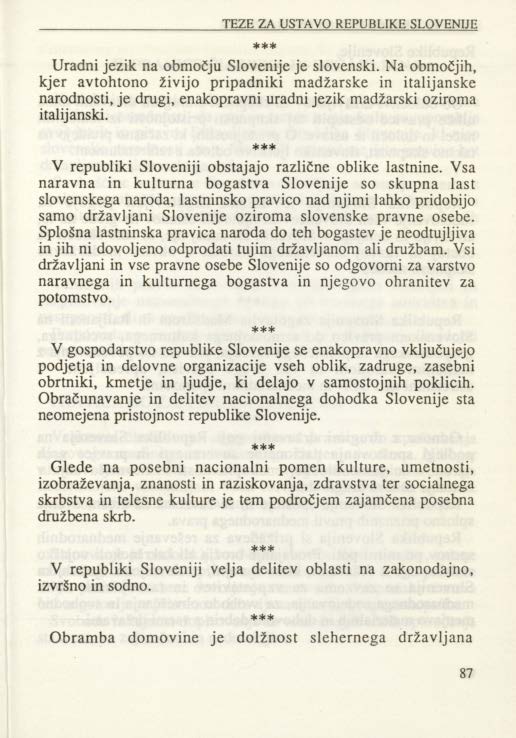 TEZE ZA USTAVO REPUBLIKE SLOVENIJE
***
Uradni jezik na območju Slovenije je slovenski. Na območjih,
kjer avtohtono živijo pripadniki madžarske in italijanske
narodnosti, je drugi, enakopravni uradni jezik madžarski oziroma
italijanski.
***
V republiki Sloveniji obstajajo različne oblike lastnine. Vsa
naravna in kulturna bogastva Slovenije so skupna last
slovenskega naroda; lastninsko pravico nad njimi lahko pridobijo
samo državljani Slovenije oziroma slovenske pravne osebe.
Splošna lastninska pravica naroda do teh bogastev je neodtujljiva
in jih ni dovoljeno odprodati tujim državljanom ali družbam. Vsi
državljani in vse pravne osebe Slovenije so odgovorni za varstvo
naravnega in kulturnega bogastva in njegovo ohranitev za
potomstvo.
***
V gospodarstvo republike Slovenije se enakopravno vključujejo
podjetja in delovne organizacije vseh oblik, zadruge, zasebni
obrtniki, kmetje in ljudje, ki delajo v samostojnih poklicih.
Obračunavanje in delitev nacionalnega dohodka Slovenije sta
neomejena pristojnost republike Slovenije.
***
Glede na posebni nacionalni pomen kulture, umetnosti,
izobraževanja, znanosti in raziskovanja, zdravstva ter socialnega
skrbstva in telesne kulture je tem področjem zajamčena posebna
družbena skrb.
***
V republiki Sloveniji velja delitev oblasti na zakonodajno,
izvršno in sodno.
***
Obramba domovine je dolžnost slehernega državljana
87